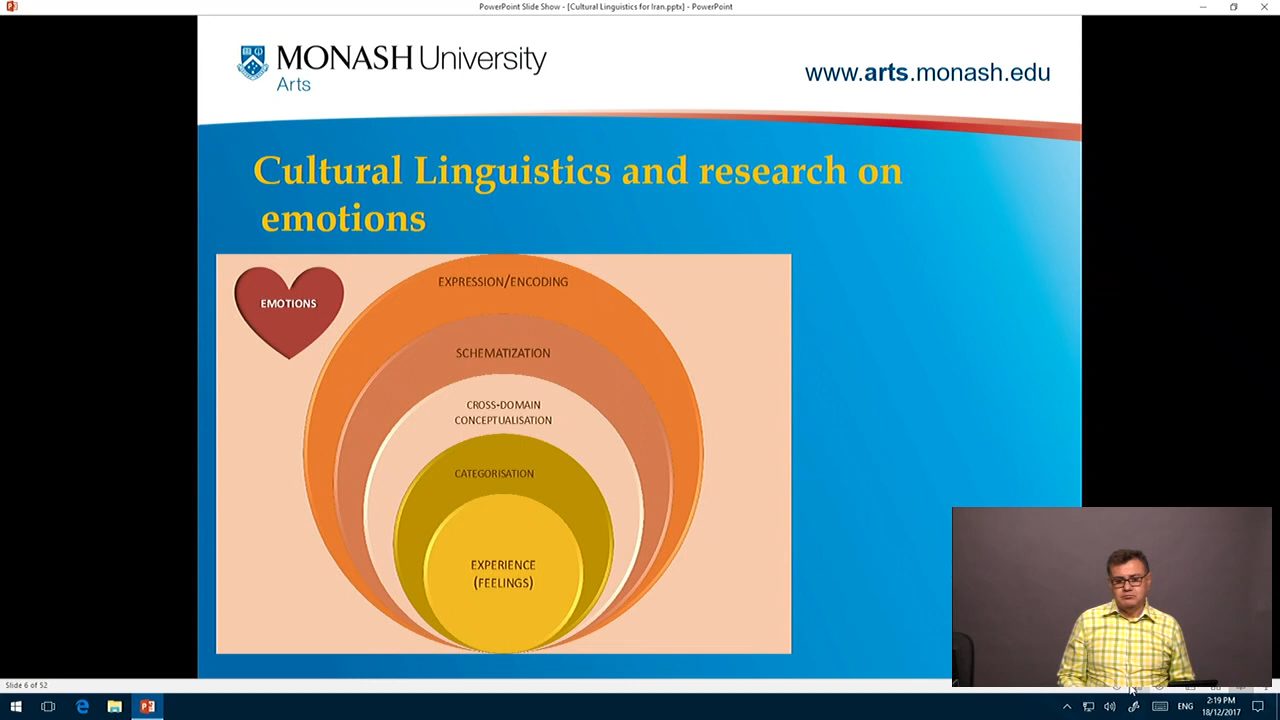 PowerPoint Slide Show - [Cultural Linguistics for Iran.pptx] - PowerPoint
MONASH University
Arts
www.arts.monash.edu
Cultural Linguistics and research on
emotions
EMOTIONS
EXPRESSION/ENCODING
SCHEMATIZATION
CROSS-DOMAIN
CONCEPTUALISATION
CATEGORISATION
EXPERIENCE
(FEELINGS)
Slide 6 of 52
ENG
2:19 PM
18/12/2017